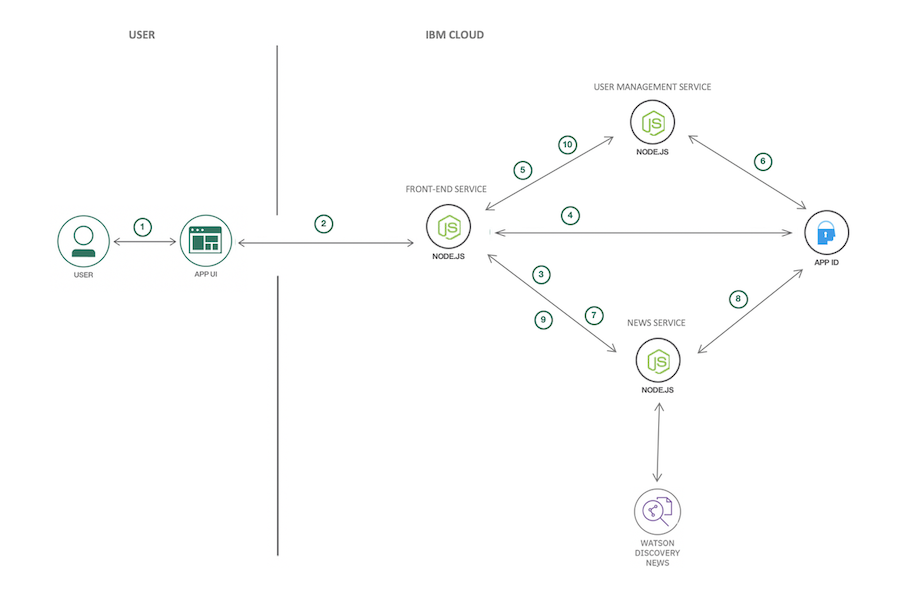 USER
IBM CLOUD
USER MANAGEMENT SERVICE
JS
NODE.JS
10
5
6
FRONT-END SERVICE
JS
NODE.JS
4
1
2
USER
APP UI
APP ID
3
9
7
8
NEWS SERVICE
JS
NODE.JS
WATSON
DISCOVERY
NEWS